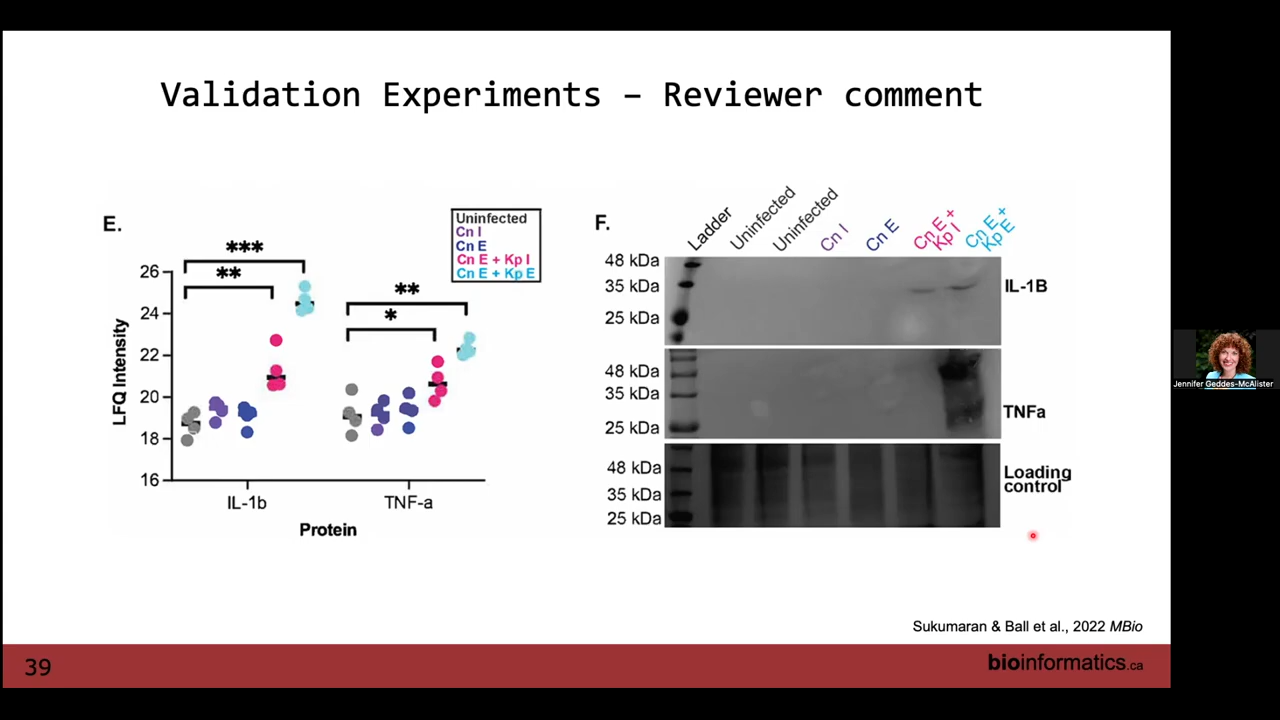 Validation Experiments – Reviewer comment
E.
Uninfected
Cn I
Cn E
Cn E + Kp I
Cn E + Kp E
***
**
**
*
26
24
22
20
18
16
LFQ Intensity
IL-1b
TNF-a
Protein
F.
Ladder
Uninfected
Uninfected
Cn I
Cn E
Cn E +
Kp I
Cn E +
Kp E
48 kDa
35 kDa
25 kDa
IL-1B
48 kDa
35 kDa
25 kDa
TNFa
48 kDa
35 kDa
25 kDa
Loading
control
Jennifer Geddes-McAlister
Sukumaran & Ball et al., 2022 MBio
39
bioinformatics.ca